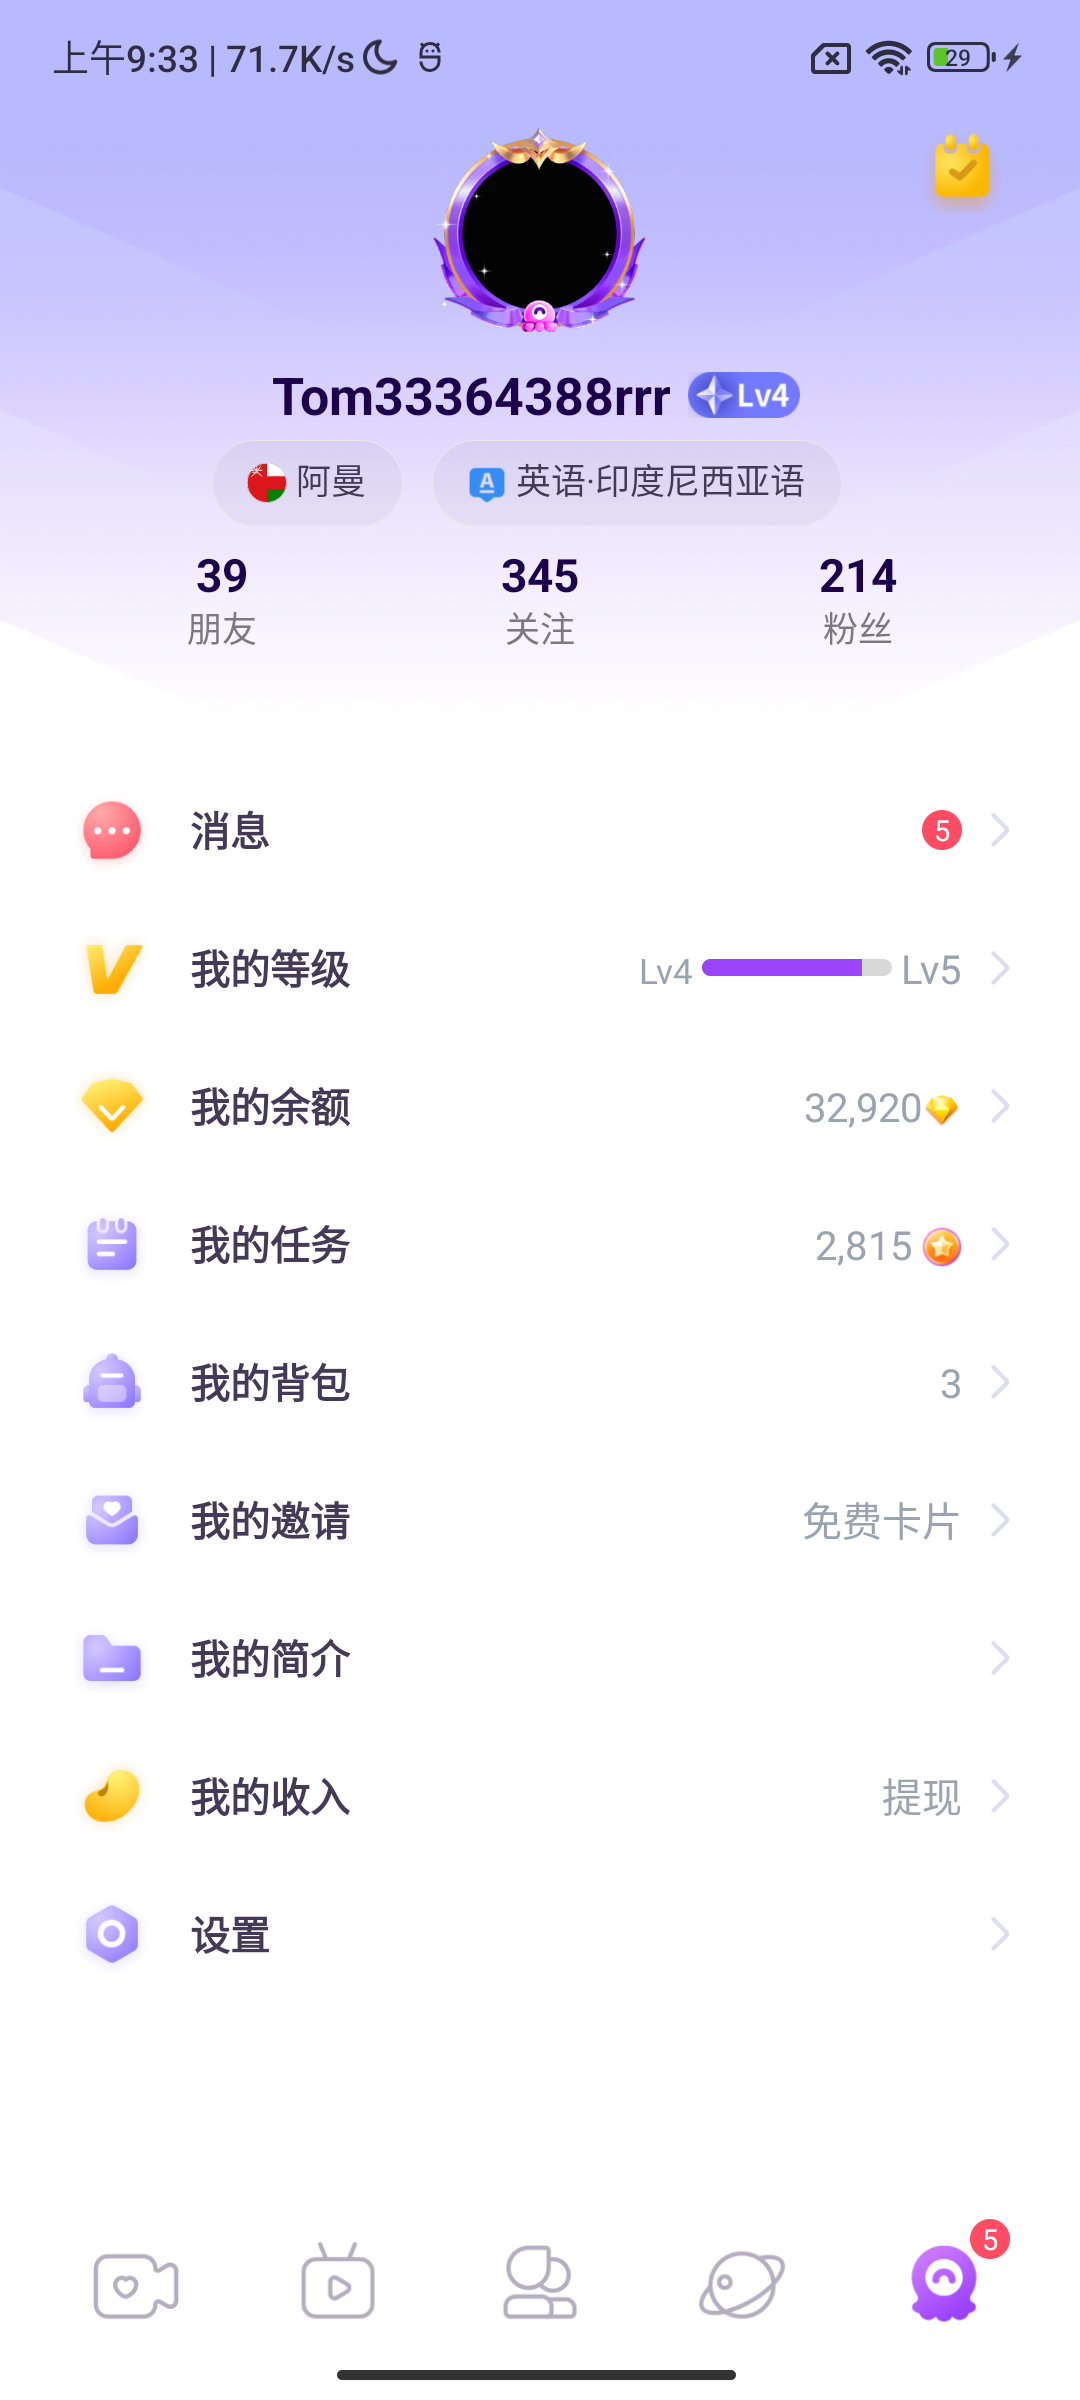 上午9:33 | 71.7K/s
29
Tom33364388rrr Lv4
阿曼 A 英语·印度尼西亚语
39 345 214
朋友 关注 粉丝
消息 5
我的等级 Lv4 Lv5
我的余额 32,920
我的任务 2,815
我的背包 3
我的邀请 免费卡片
我的简介
我的收入 提现
设置
5